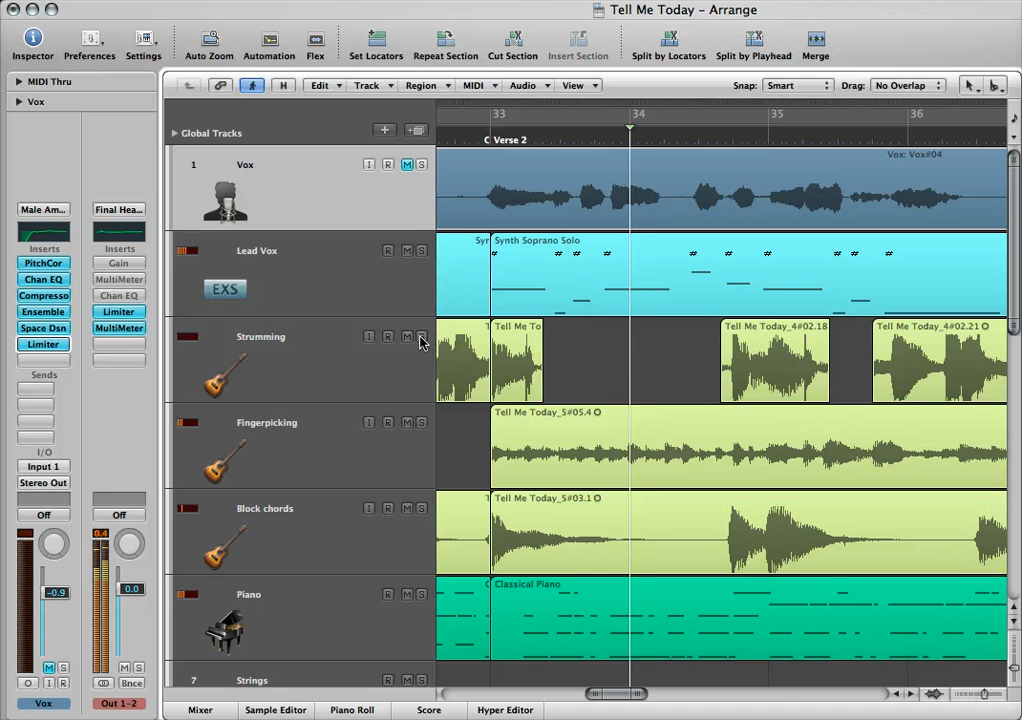 Tell Me Today – Arrange
Inspector Preferences Settings Auto Zoom Automation Flex Set Locators Repeat Section Cut Section Insert Section Split by Locators Split by Playhead Merge
MIDI Thru
H Edit Track Region MIDI Audio View Snap: Smart Drag: No Overlap
Vox
33 34 35 36
Global Tracks
C Verse 2
1 Vox I R M S
Vox: Vox#04
Male Am... Final Hea...
Inserts Inserts
Lead Vox R M S
Syr Synth Soprano Solo
PitchCor Gain
Chan EQ MultiMeter
EXS
Compresso Chan EQ
Ensemble Limiter
Space Dsn MultiMeter
Limiter
Strumming I R M S
T Tell Me To Tell Me Today_4#02.18 Tell Me Today_4#02.21
Sends
Fingerpicking I R M S
Tell Me Today_5#05.4
I/O
Input 1
Stereo Out
Block chords I R M S
T Tell Me Today_5#03.1
Off Off
0.4
Piano R M S
C Classical Piano
-0.9 0.0
M S M S
I R Bnce
7 Strings R M S
Vox Out 1-2
Mixer Sample Editor Piano Roll Score Hyper Editor